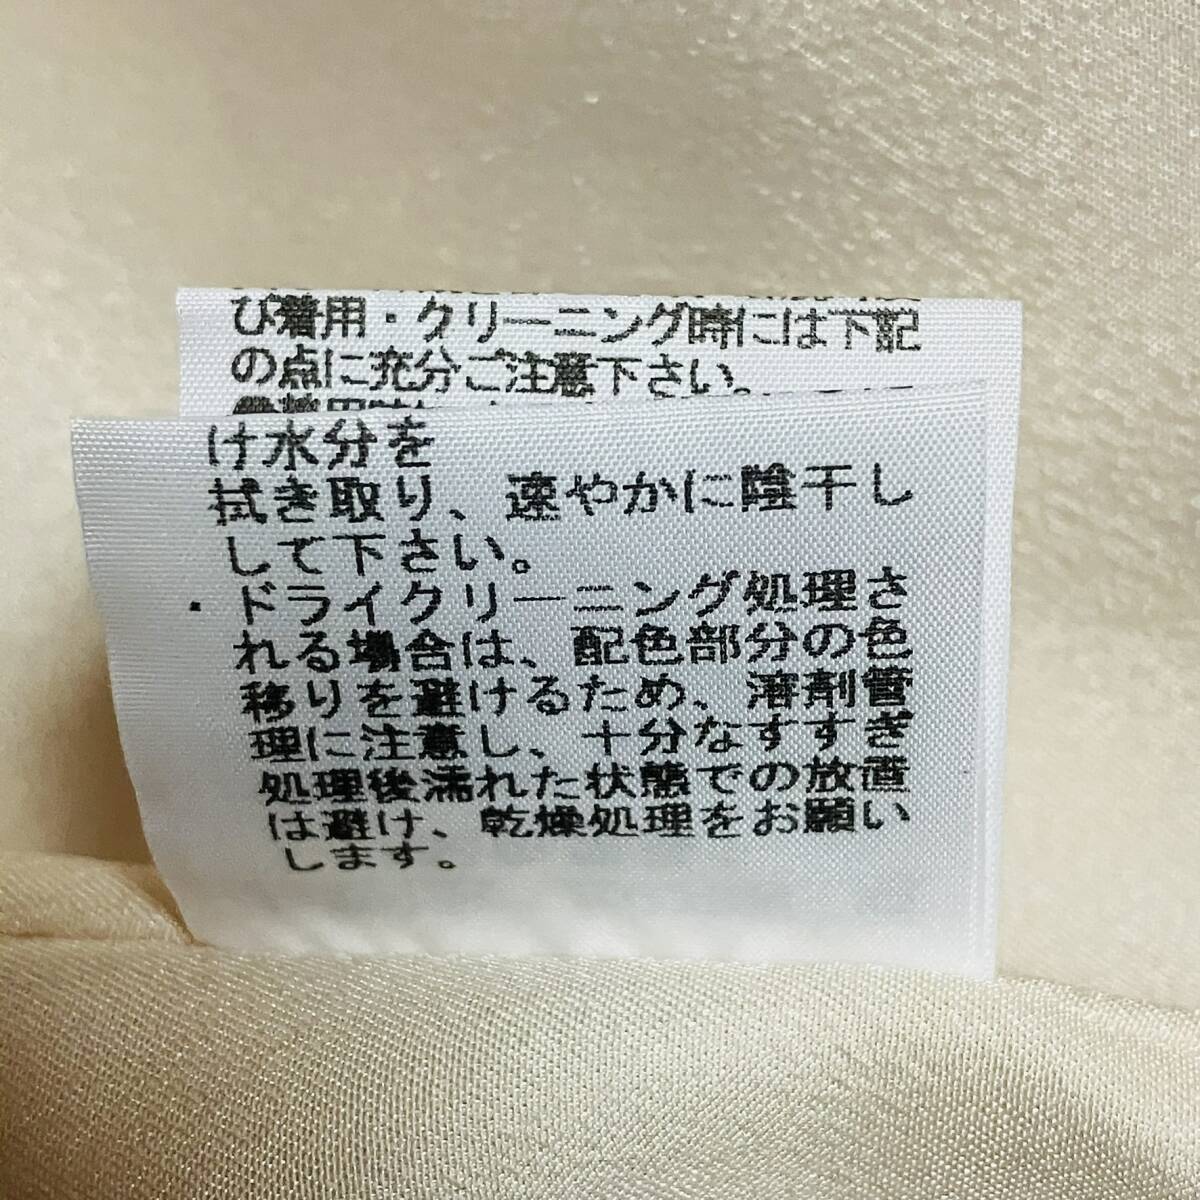 び着用・クリーニング時には下記
の点に充分ご注意下さい。
け水分を
拭き取り、速やかに陰干し
して下さい。
・ドライクリーニング処理さ
れる場合は、配色部分の色
移りを避けるため、溶剤管
理に注意し、十分なすすぎ
処理後濡れた状態での放置
は避け、乾燥処理をお願い
します。